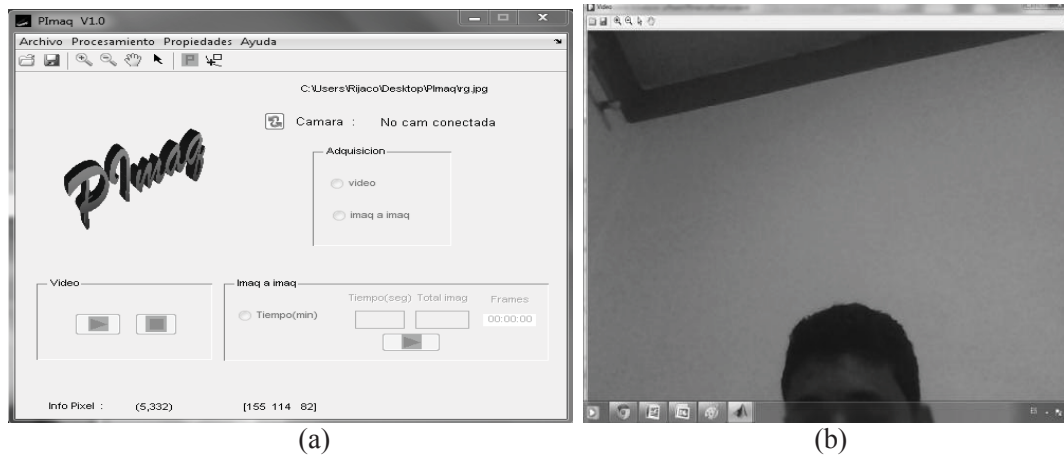 PImaq V1.0
Archivo Procesamiento Propiedades Ayuda
P
C:\Users\Rijaco\Desktop\PImaq\rg.jpg
Camara : No cam conectada
PImaq
Adquisicion
video
imaq a imaq
Video
Imaq a imaq
Tiempo(min)
Tiempo(seg) Total imag Frames
00:00:00
Info Pixel : (5,332) [155 114 82]
(a)
Video
(b)